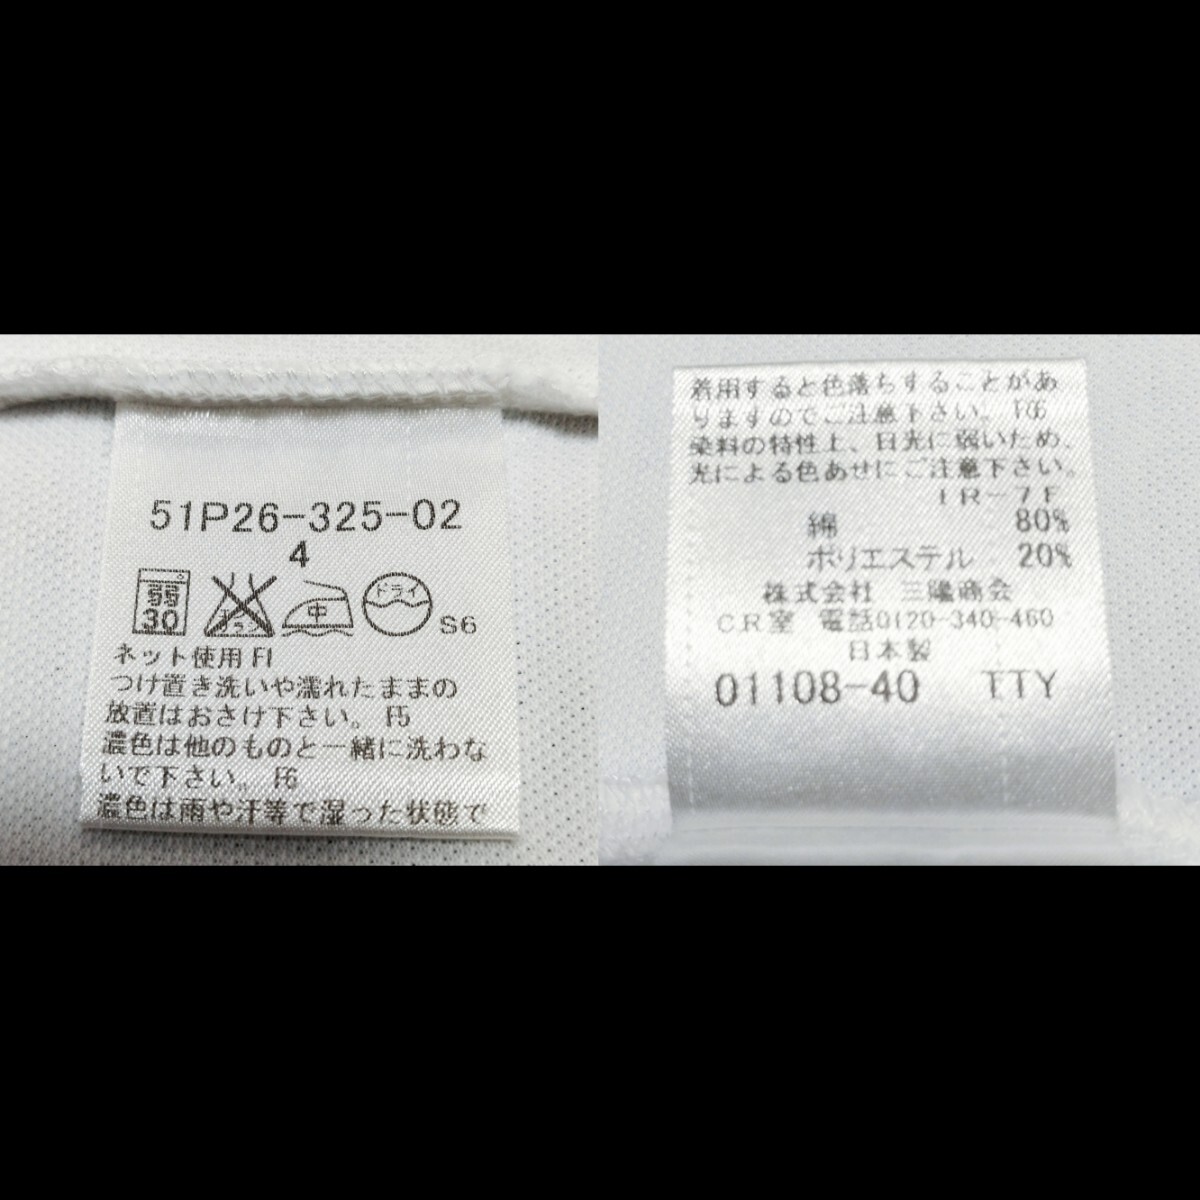 51P26-325-02
4
弱
30
エンソ
サラシ
中
ドライ
S6
ネット使用 F1
つけ置き洗いや濡れたままの
放置はおさけ下さい。 F5
濃色は他のものと一緒に洗わな
いで下さい。 F6
濃色は雨や汗等で湿った状態で
着用すると色落ちすることがあ
りますのでご注意下さい。
染料の特性上、日光に弱いため、
光による色あせにご注意下さい。
IR-7F
綿 80%
ポリエステル 20%
株式会社 三陽商会
C.R室 電話0120-340-460
日本製
01108-40 TTY